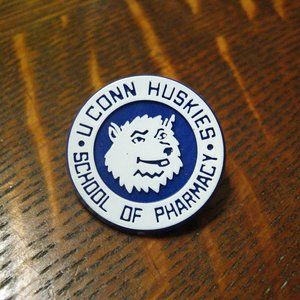 U CONN HUSKIES
• SCHOOL OF PHARMACY •